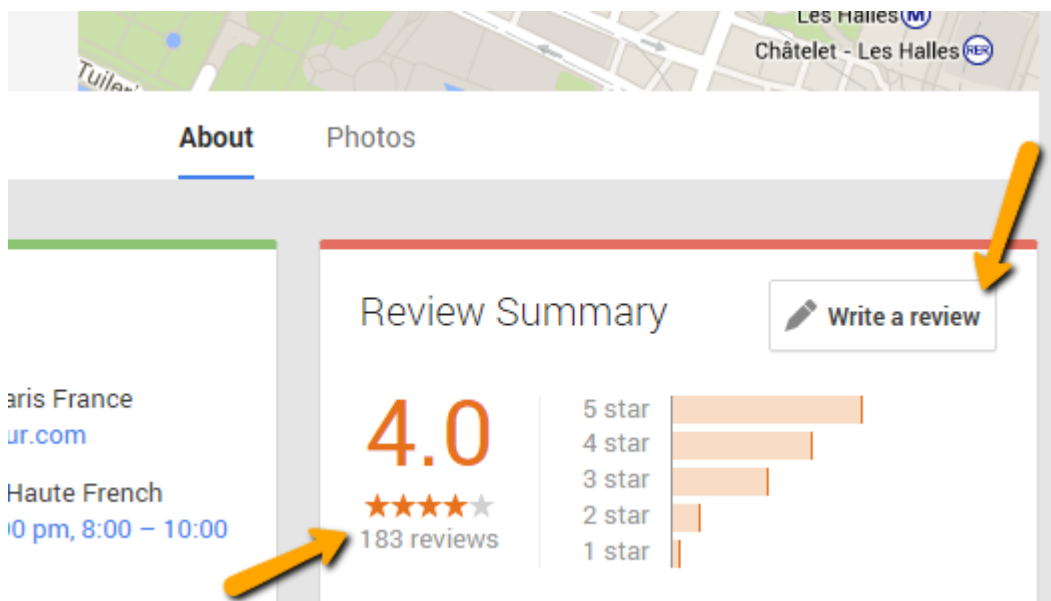 Les Halles M
Châtelet - Les Halles RER
About Photos
Review Summary
Write a review
aris France
ur.com
Haute French
00 pm, 8:00 – 10:00
4.0
183 reviews
5 star
4 star
3 star
2 star
1 star